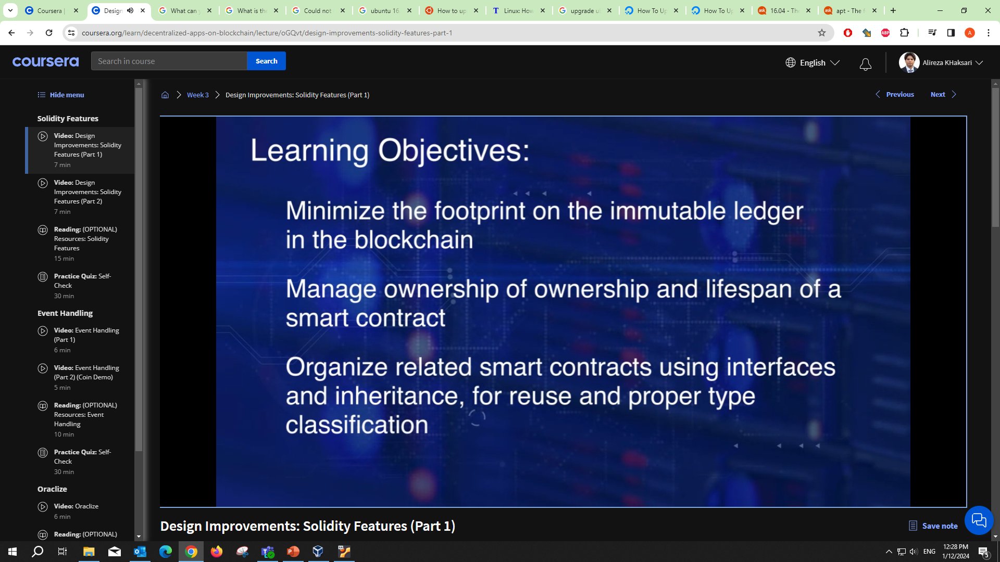 Coursera |
Design
What can
What is the
Could not
ubuntu 16.
How to up
Linux: How
upgrade u
How To Up
How To Up
16.04 - The
apt - The f
coursera.org/learn/decentralized-apps-on-blockchain/lecture/oGQvt/design-improvements-solidity-features-part-1
ABP
A
coursera
Search in course
Search
English
Alireza KHaksari
Hide menu
Week 3
Design Improvements: Solidity Features (Part 1)
Previous
Next
Solidity Features
Video: Design
Improvements: Solidity
Features (Part 1)
7 min
Video: Design
Improvements: Solidity
Features (Part 2)
7 min
Reading: (OPTIONAL)
Resources: Solidity
Features
15 min
Practice Quiz: Self-
Check
30 min
Event Handling
Video: Event Handling
(Part 1)
6 min
Video: Event Handling
(Part 2) (Coin Demo)
5 min
Reading: (OPTIONAL)
Resources: Event
Handling
10 min
Practice Quiz: Self-
Check
30 min
Oraclize
Video: Oraclize
6 min
Reading: (OPTIONAL)
Learning Objectives:
Minimize the footprint on the immutable ledger
in the blockchain
Manage ownership of ownership and lifespan of a
smart contract
Organize related smart contracts using interfaces
and inheritance, for reuse and proper type
classification
Design Improvements: Solidity Features (Part 1)
Save note
ENG
12:28 PM
1/12/2024
5